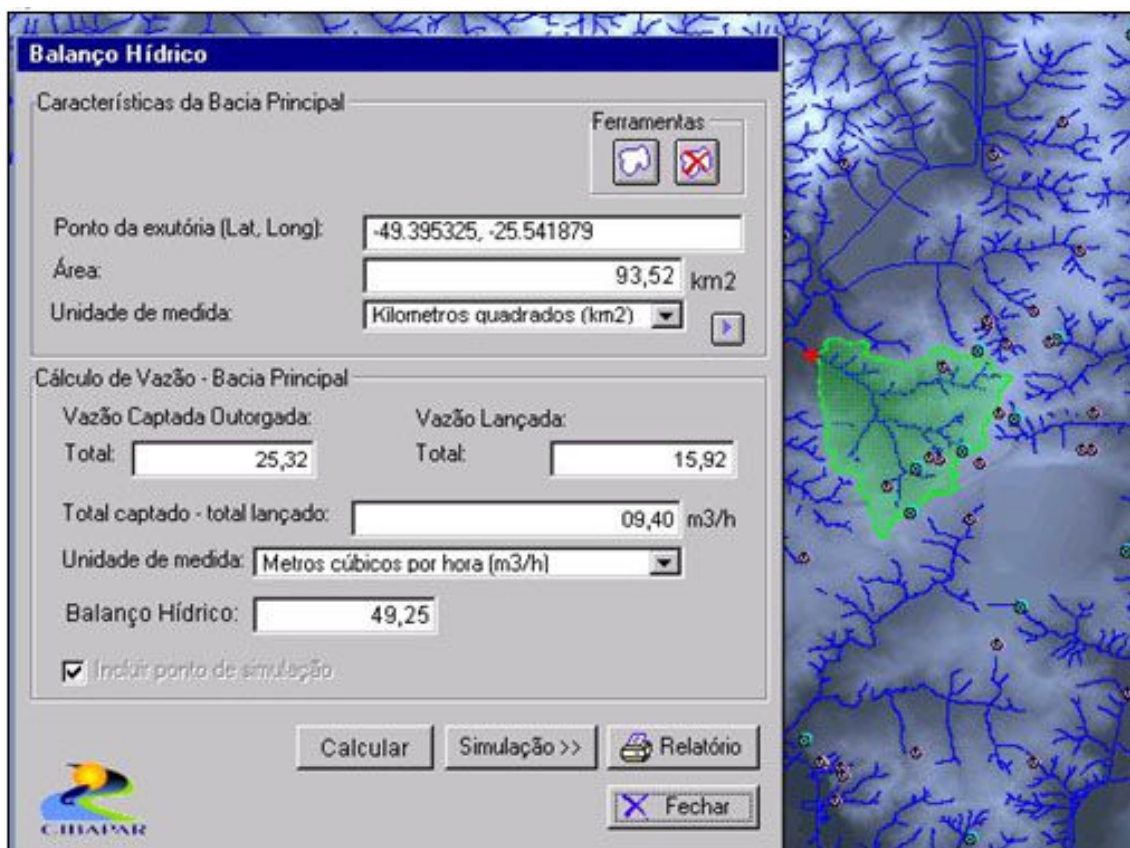 Balanço Hídrico
Características da Bacia Principal
Ferramentas
Ponto da exutória (Lat, Long): -49.395325, -25.541879
Área: 93,52 km2
Unidade de medida: Kilometros quadrados (km2)
Cálculo de Vazão - Bacia Principal
Vazão Captada Outorgada: Vazão Lançada:
Total: 25,32 Total: 15,92
Total captado - total lançado: 09,40 m3/h
Unidade de medida: Metros cúbicos por hora (m3/h)
Balanço Hídrico: 49,25
Incluir ponto de simulação
Calcular Simulação >> Relatório
Fechar
CIBAPAR